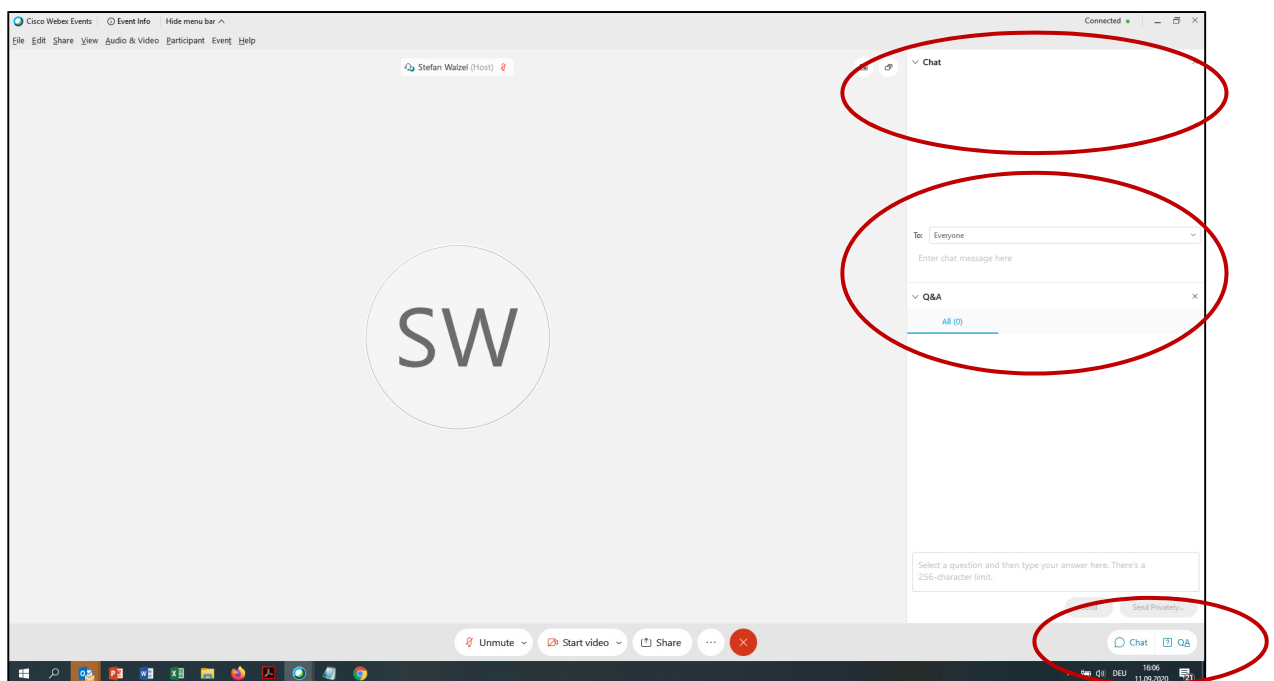 Cisco Webex Events Event Info Hide menu bar Connected
File Edit Share View Audio & Video Participant Event Help
Stefan Walzel (Host)
Chat
SW
To: Everyone
Enter chat message here
Q&A
All (0)
Select a question and then type your answer here, There's a
256-character limit.
Send Privately...
Unmute Start video Share ... Chat QA
DEU 16:06
11.09.2020 21